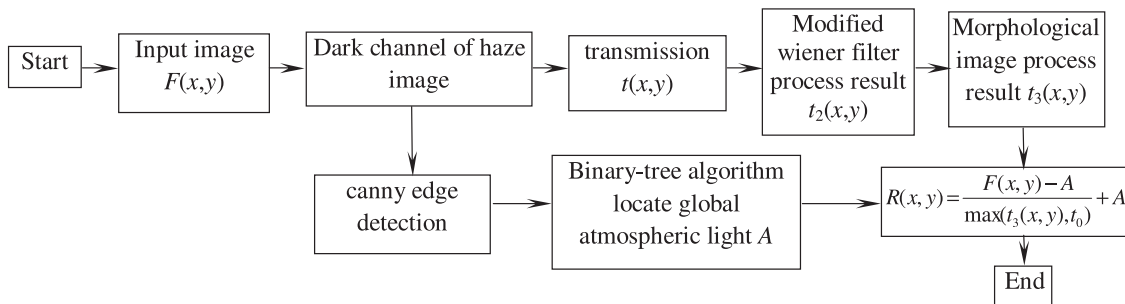 Start
Input image
F(x,y)
Dark channel of haze
image
transmission
t(x,y)
Modified
wiener filter
process result
t₂(x,y)
Morphological
image process
result t₃(x,y)
canny edge
detection
Binary-tree algorithm
locate global
atmospheric light A
R(x, y) = F(x, y) − A / max(t₃(x, y), t₀) + A
End